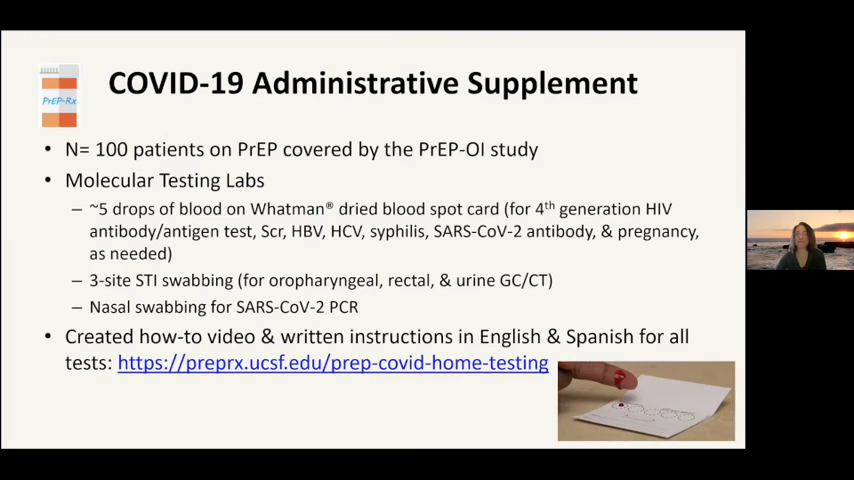 COVID-19 Administrative Supplement
PrEP-Rx
• N= 100 patients on PrEP covered by the PrEP-OI study
• Molecular Testing Labs
– ~5 drops of blood on Whatman® dried blood spot card (for 4th generation HIV
antibody/antigen test, Scr, HBV, HCV, syphilis, SARS-CoV-2 antibody, & pregnancy,
as needed)
– 3-site STI swabbing (for oropharyngeal, rectal, & urine GC/CT)
– Nasal swabbing for SARS-CoV-2 PCR
• Created how-to video & written instructions in English & Spanish for all
tests: https://preprx.ucsf.edu/prep-covid-home-testing